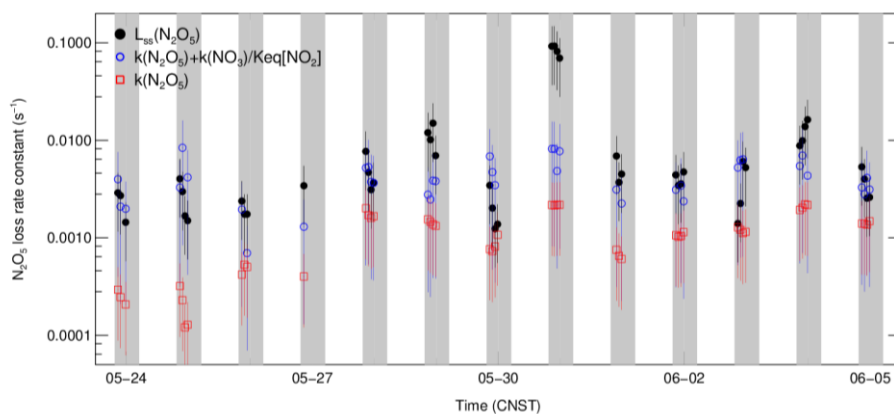 L_ss(N₂O₅)
k(N₂O₅)+k(NO₃)/Keq[NO₂]
k(N₂O₅)
N₂O₅ loss rate constant (s⁻¹)
0.1000
0.0100
0.0010
0.0001
05−24 05−27 05−30 06−02 06−05
Time (CNST)